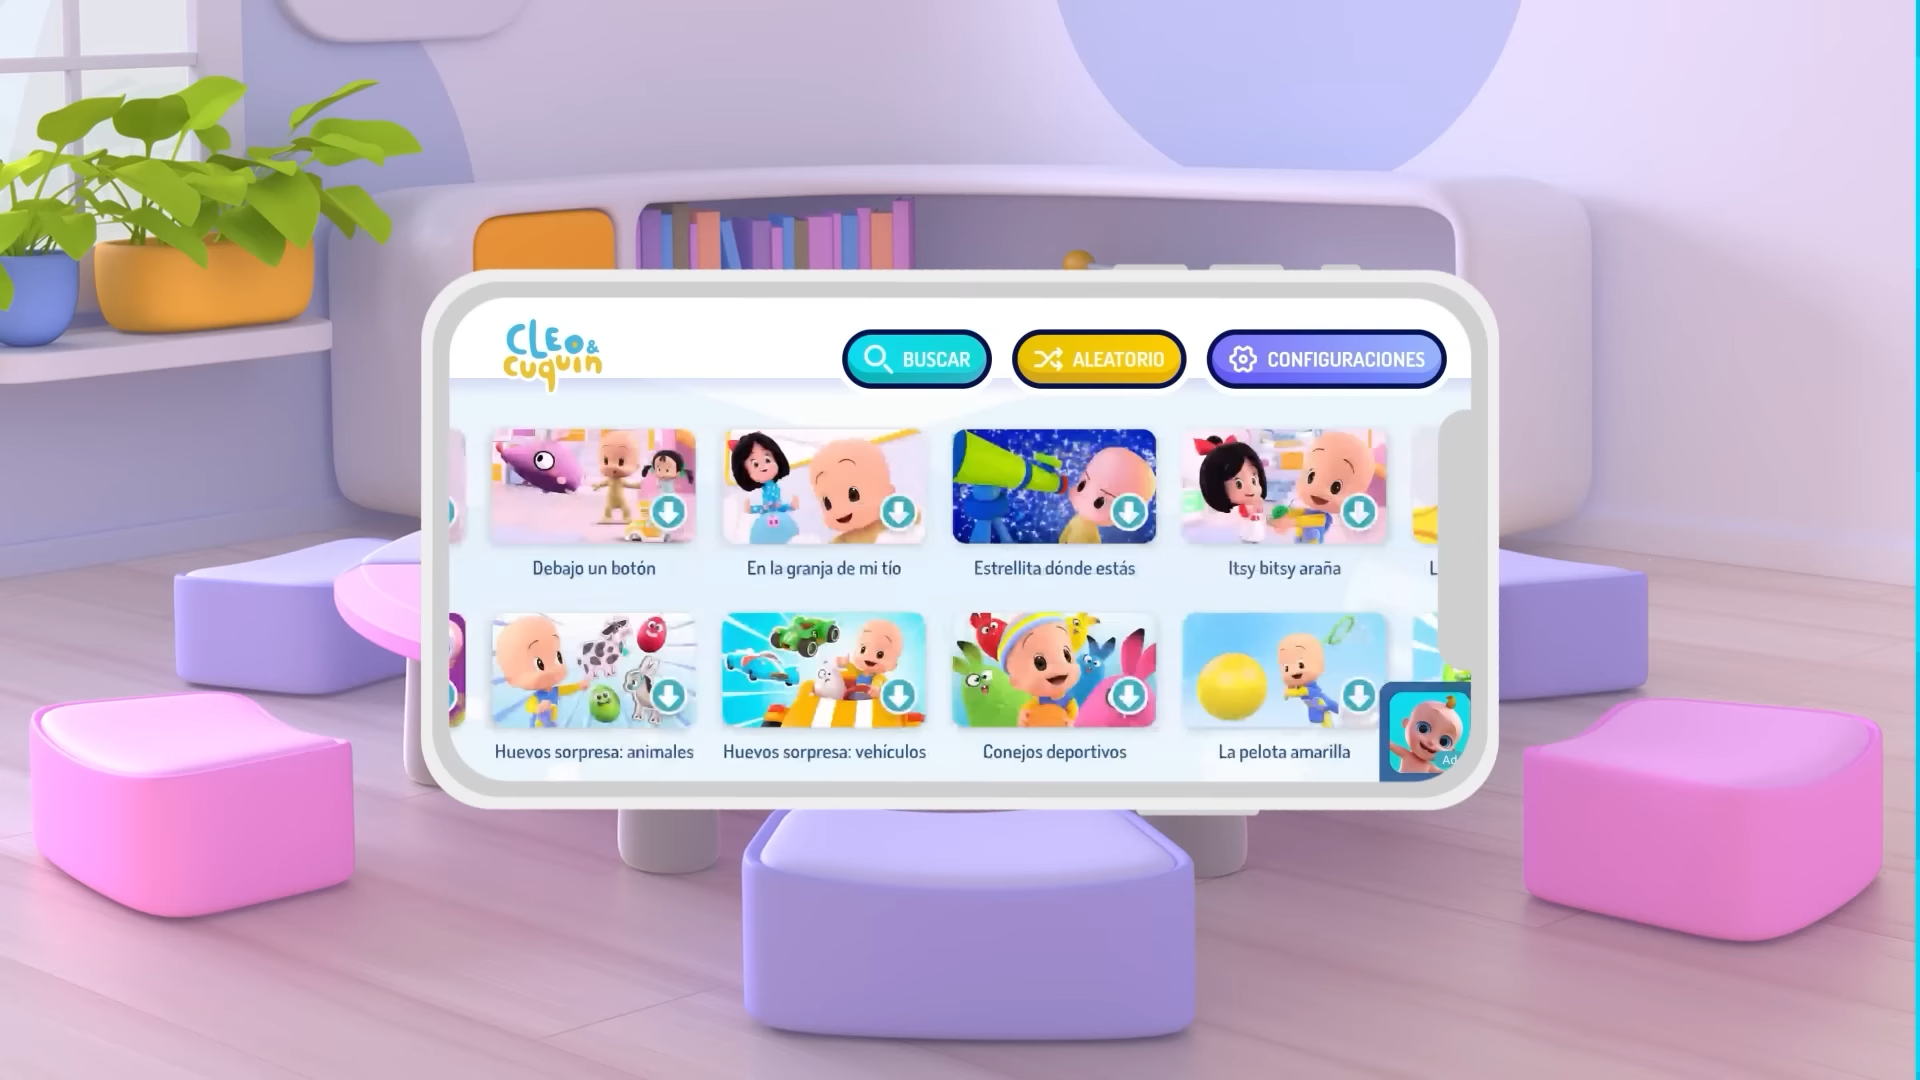 CLEO &
CUQUIN
BUSCAR
ALEATORIO
CONFIGURACIONES
Debajo un botón
En la granja de mi tío
Estrellita dónde estás
Itsy bitsy araña
L
Huevos sorpresa: animales
Huevos sorpresa: vehículos
Conejos deportivos
La pelota amarilla
Ad